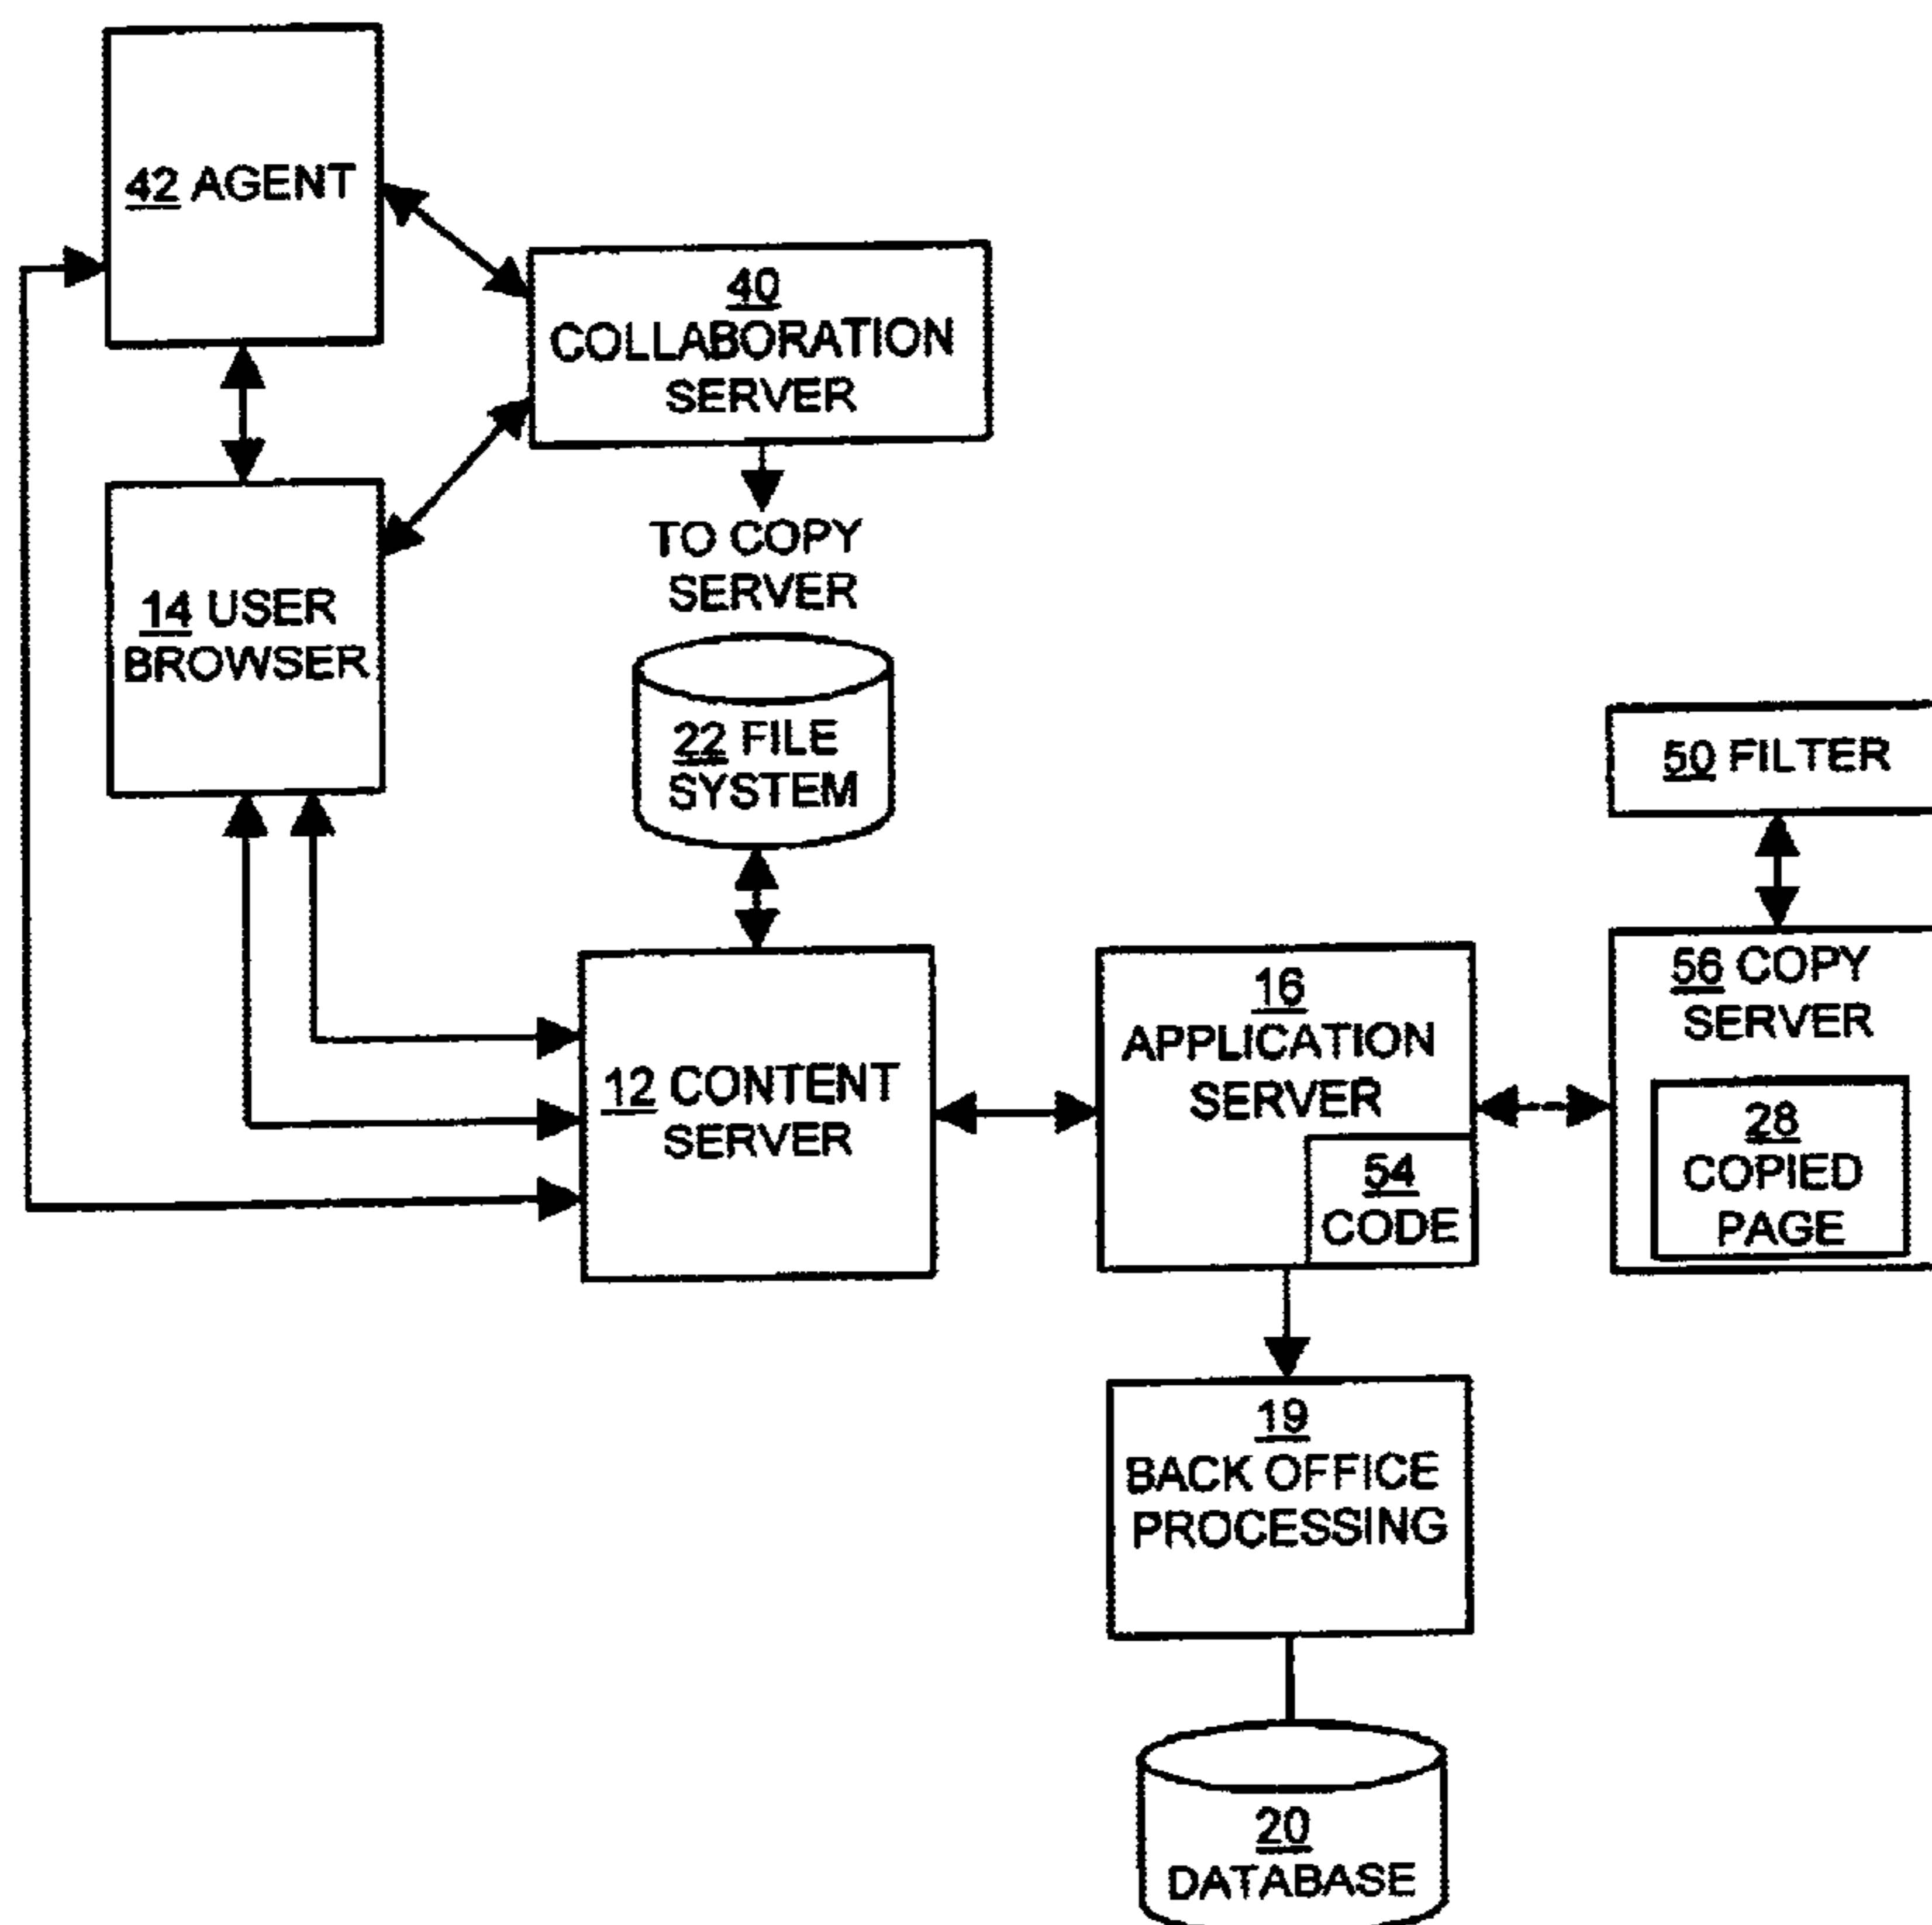 42 AGENT
40
COLLABORATION
SERVER
TO COPY
SERVER
14 USER
BROWSER
22 FILE
SYSTEM
50 FILTER
56 COPY
SERVER
28
COPIED
PAGE
16
APPLICATION
SERVER
54
CODE
12 CONTENT
SERVER
19
BACK OFFICE
PROCESSING
20
DATABASE